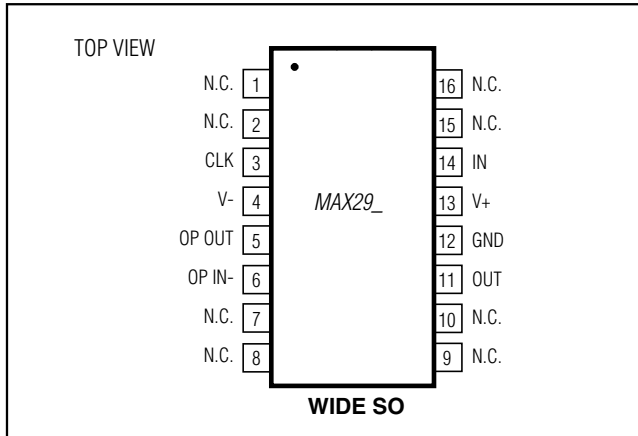 TOP VIEW
N.C. 1
N.C. 2
CLK 3
V- 4
OP OUT 5
OP IN- 6
N.C. 7
N.C. 8
MAX29_
16 N.C.
15 N.C.
14 IN
13 V+
12 GND
11 OUT
10 N.C.
9 N.C.
WIDE SO